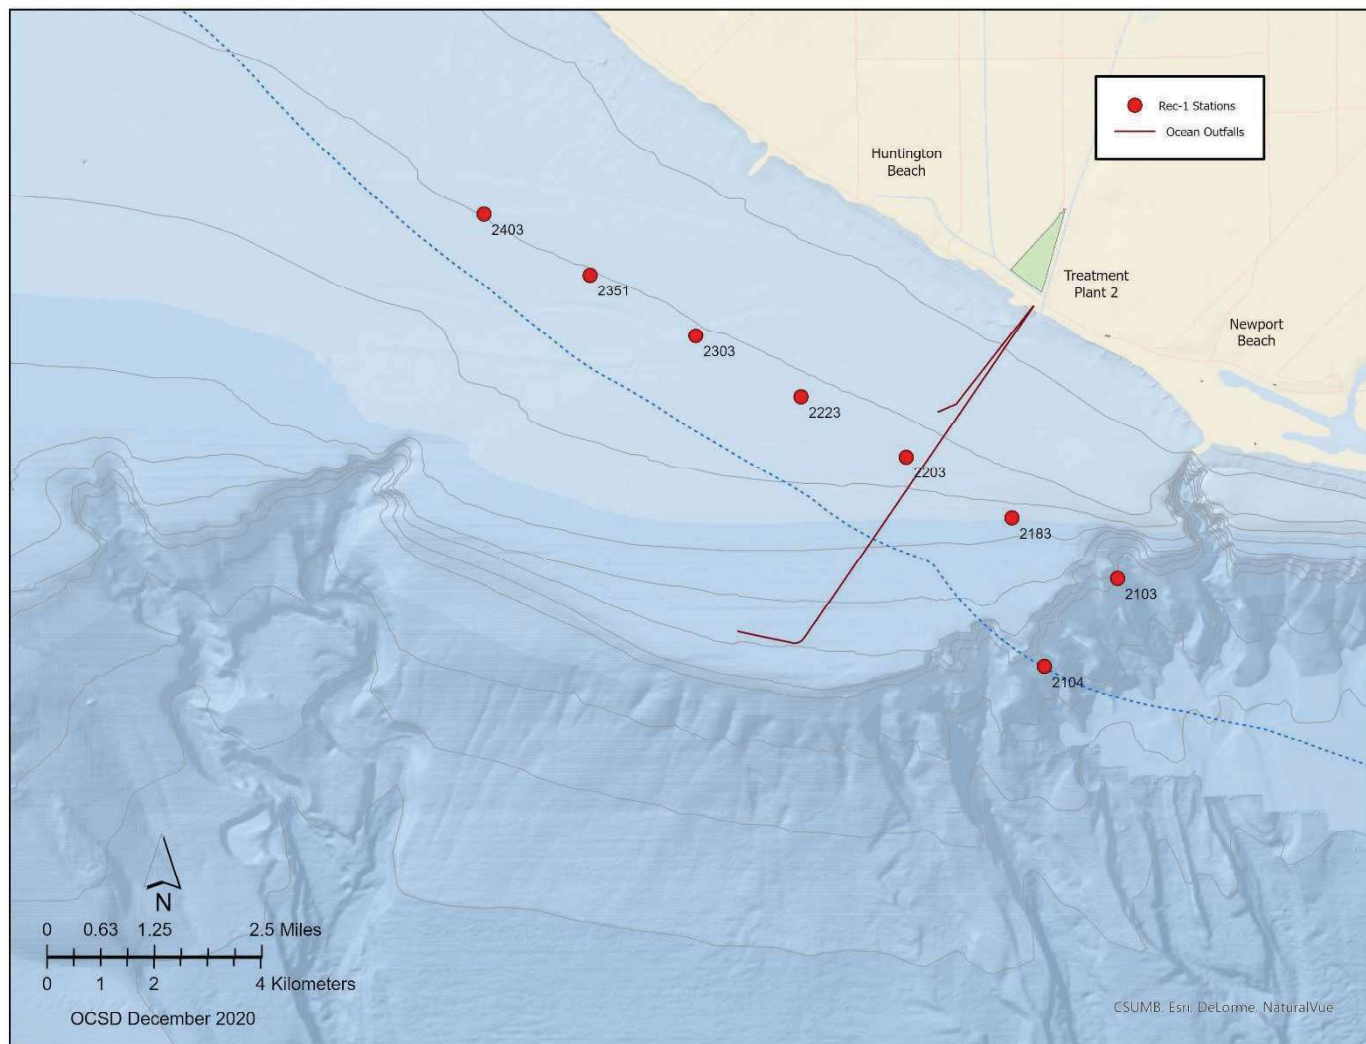 Rec-1 Stations
Ocean Outfalls
Huntington
Beach
Treatment
Plant 2
Newport
Beach
2403
2351
2303
2223
2203
2183
2103
2104
N
0 0.63 1.25 2.5 Miles
0 1 2 4 Kilometers
OCSD December 2020
CSUMB, Esri, DeLorme, NaturalVue